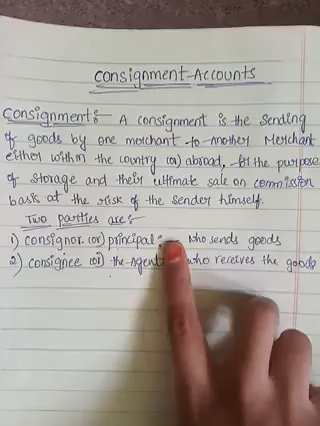 Consignment-Accounts
Consignment:- A consignment is the sending
of goods by one merchant to Another Merchant
either within the country (or) abroad, for the purpose
of storage and their ultimate sale on commission
basis at the risk of the sender himself.
Two parties are:-
1) consignor (or) principal:- who sends goods
2) consignee (or) the Agent who receives the goods